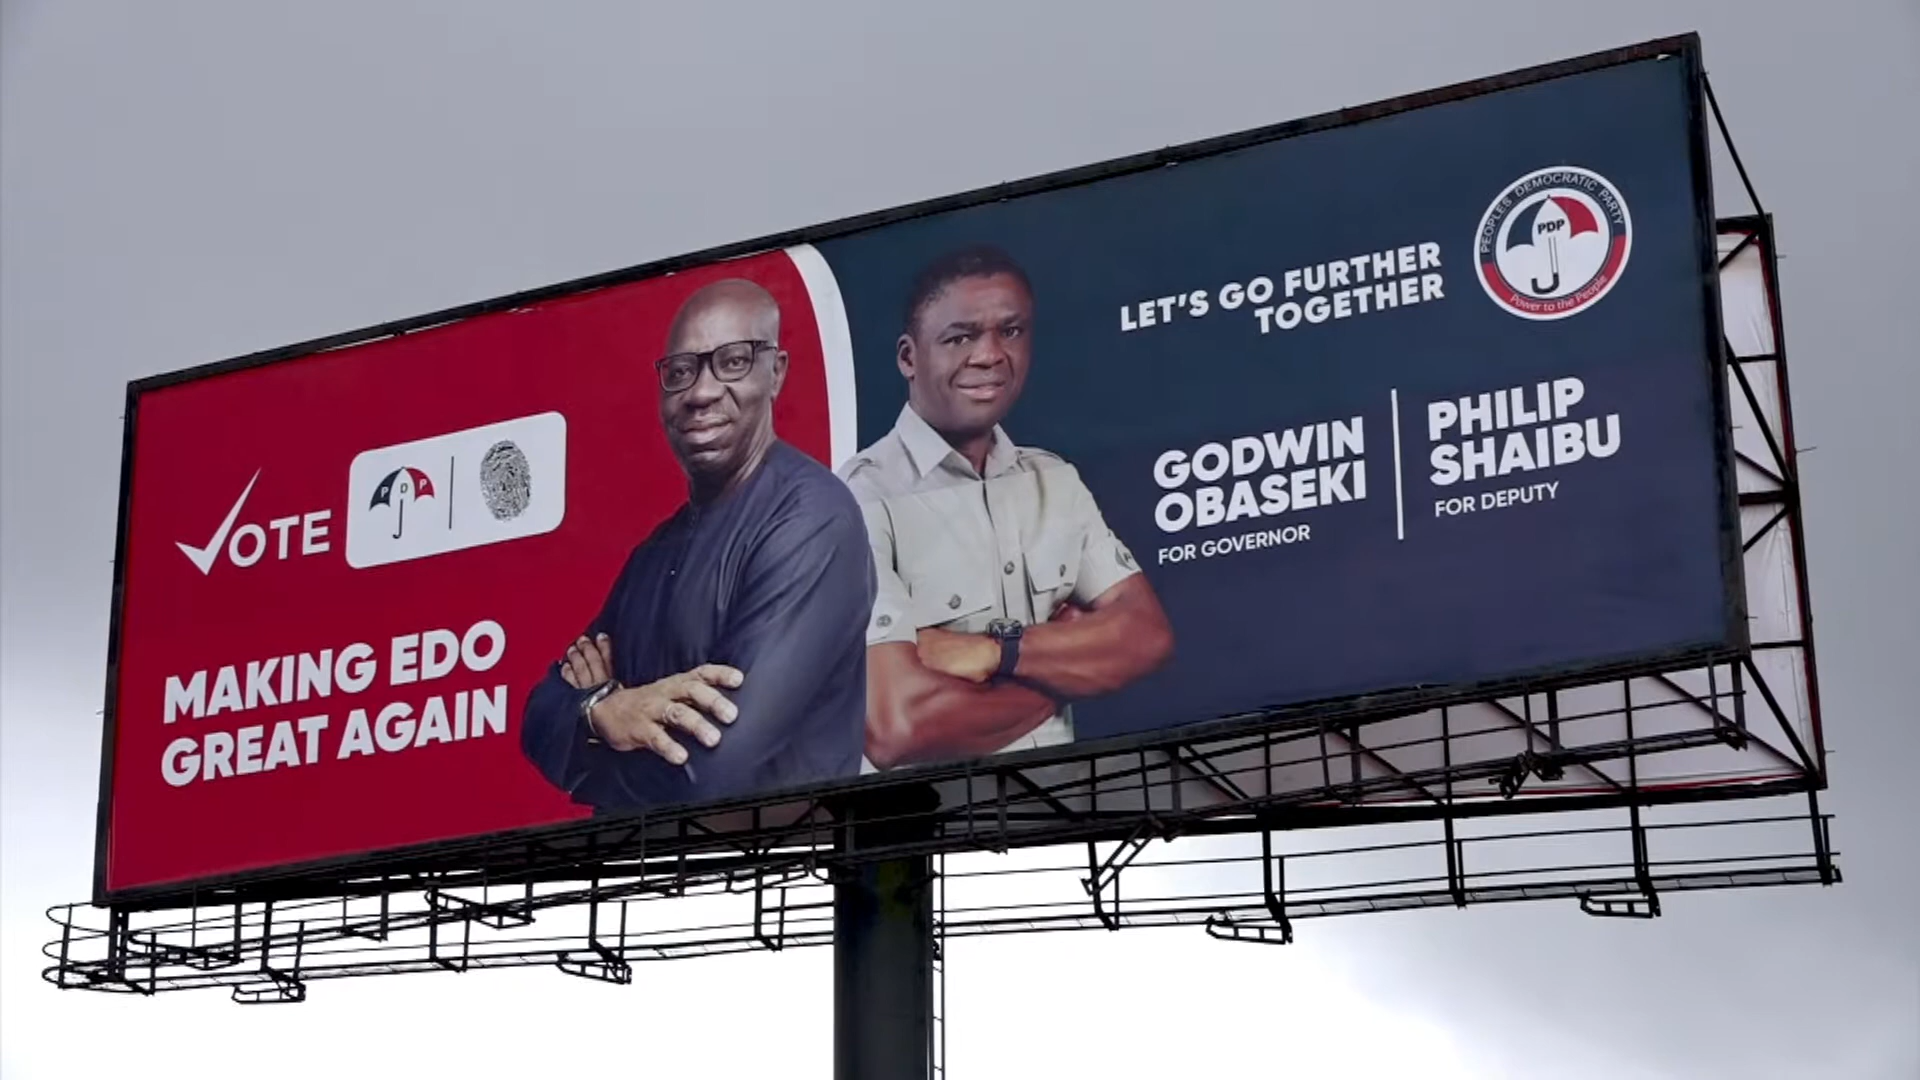 VOTE
PDP
MAKING EDO
GREAT AGAIN
LET'S GO FURTHER
TOGETHER
PEOPLES DEMOCRATIC PARTY
PDP
Power to the People
GODWIN
OBASEKI
FOR GOVERNOR
PHILIP
SHAIBU
FOR DEPUTY